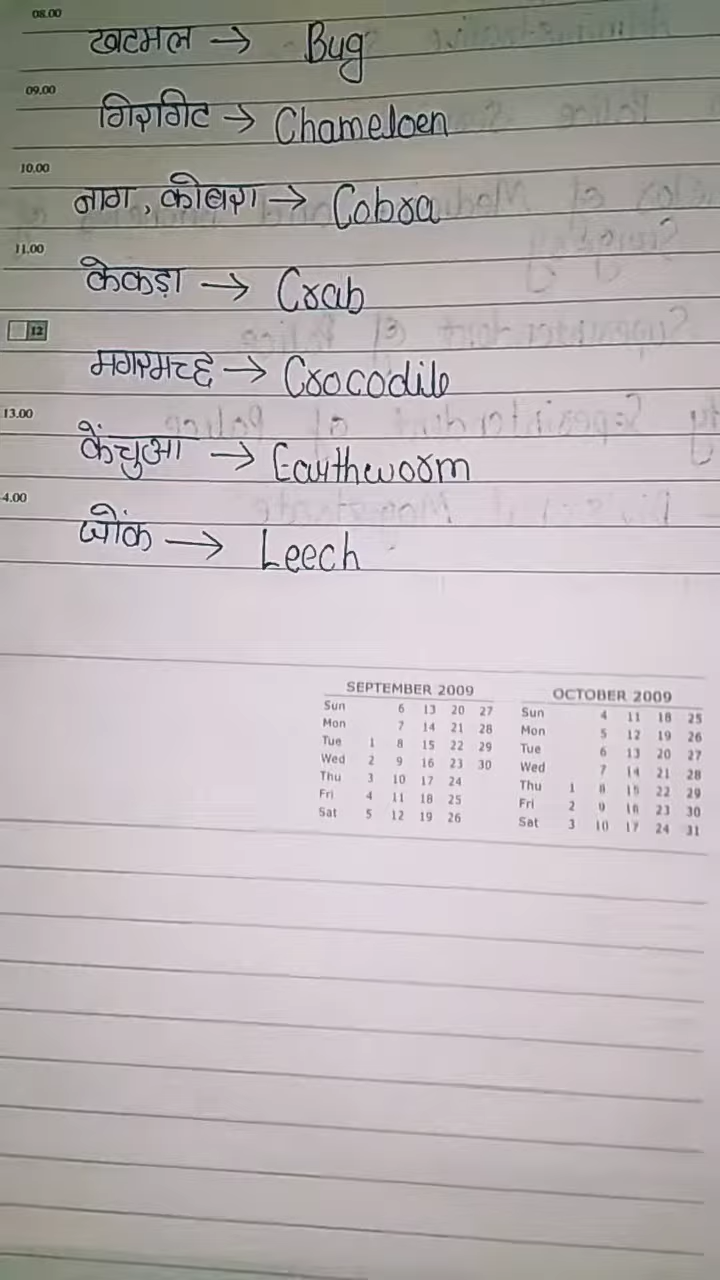 08.00
खटमल → Bug
09.00
गिरगिट → Chameloen
10.00
नाग, कोबरा → Cobra
11.00
केकड़ा → Crab
12
मगरमच्छ → Crocodile
13.00
केंचुआ → Earthworm
4.00
जोंक → Leech
SEPTEMBER 2009
Sun 6 13 20 27
Mon 7 14 21 28
Tue 1 8 15 22 29
Wed 2 9 16 23 30
Thu 3 10 17 24
Fri 4 11 18 25
Sat 5 12 19 26
OCTOBER 2009
Sun 4 11 18 25
Mon 5 12 19 26
Tue 6 13 20 27
Wed 7 14 21 28
Thu 1 8 15 22 29
Fri 2 9 16 23 30
Sat 3 10 17 24 31